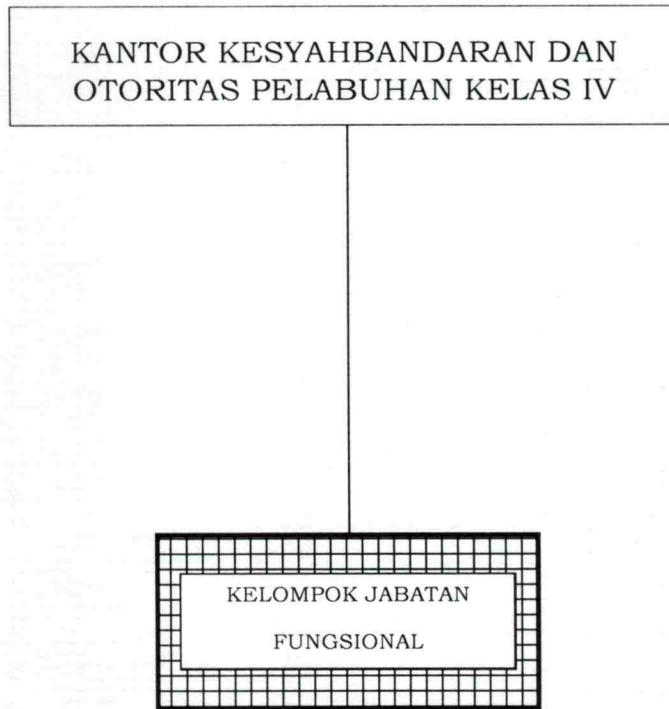 KANTOR KESYAHBANDARAN DAN
OTORITAS PELABUHAN KELAS IV
KELOMPOK JABATAN
FUNGSIONAL